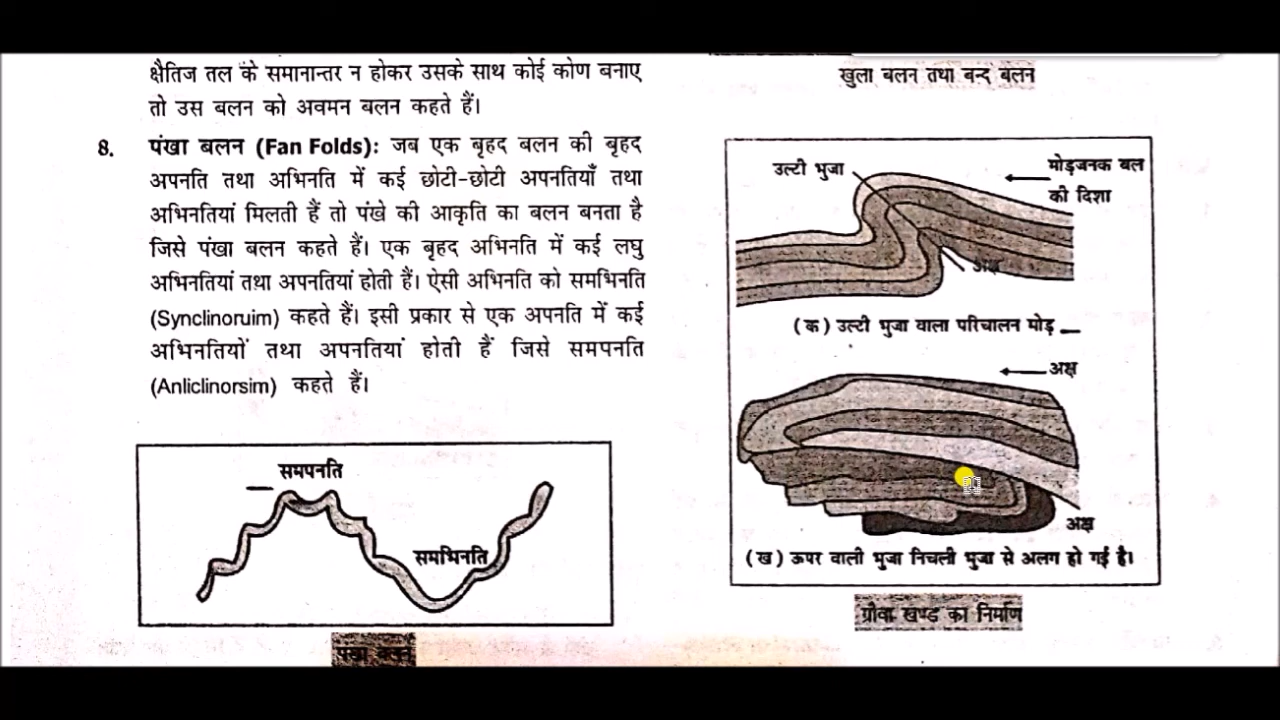 क्षैतिज तल के समानान्तर न होकर उसके साथ कोई कोण बनाए
तो उस बलन को अवमन बलन कहते हैं।
8. पंखा बलन (Fan Folds): जब एक बृहद बलन की बृहद
अपनति तथा अभिनति में कई छोटी-छोटी अपनतियाँ तथा
अभिनतियां मिलती हैं तो पंखे की आकृति का बलन बनता है
जिसे पंखा बलन कहते हैं। एक बृहद अभिनति में कई लघु
अभिनतियां तथा अपनतियां होती हैं। ऐसी अभिनति को समभिनति
(Synclinoruim) कहते हैं। इसी प्रकार से एक अपनति में कई
अभिनतियों तथा अपनतियां होती हैं जिसे समपनति
(Anliclinorsim) कहते हैं।
समपनति
समभिनति
पंखा बलन
खुला बलन तथा बन्द बलन
उल्टी भुजा
मोड़जनक बल
की दिशा
अक्ष
(क) उल्टी भुजा वाला परिचालन मोड़
अक्ष
अक्ष
(ख) ऊपर वाली भुजा निचली भुजा से अलग हो गई है।
ग्रीवा खण्ड का निर्माण